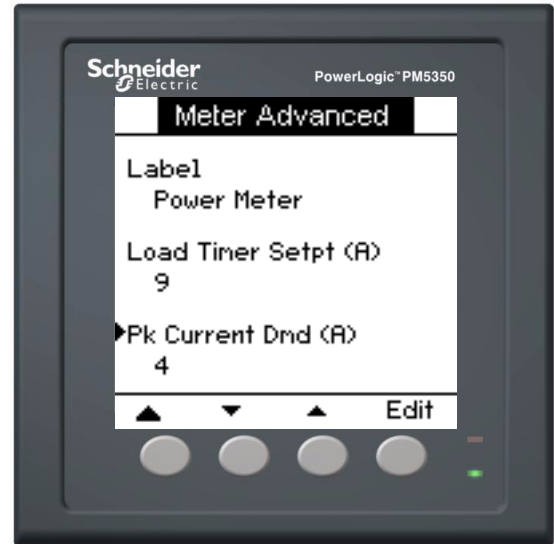 Schneider
Electric
PowerLogic™ PM5350
Meter Advanced
Label
Power Meter
Load Timer Setpt (A)
9
Pk Current Dmd (A)
4
Edit